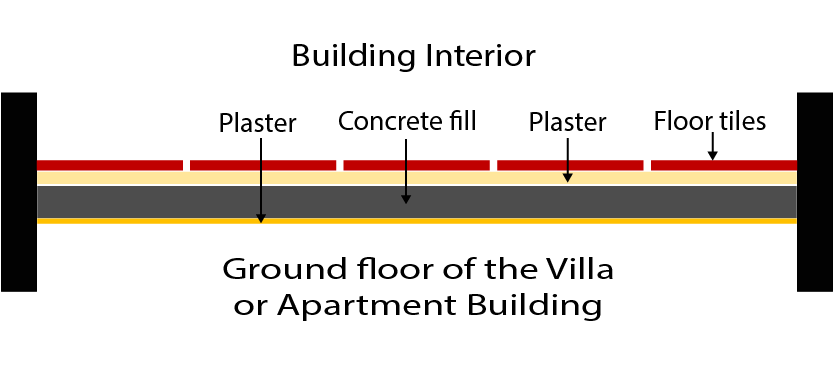 Building Interior
Plaster
Concrete fill
Plaster
Floor tiles
Ground floor of the Villa
or Apartment Building